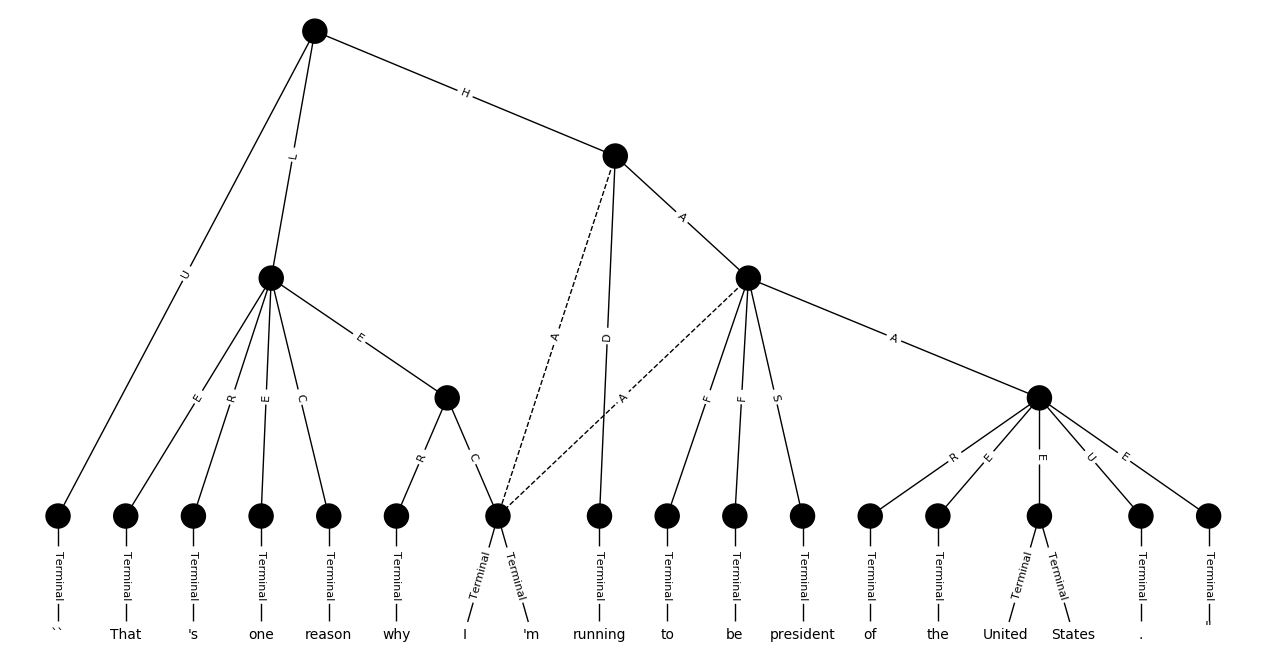 H
L
A
U
E
A
D
A
A
E
R
E
C
F
F
S
R
C
R
E
E
U
E
Terminal Terminal Terminal Terminal Terminal Terminal Terminal Terminal Terminal Terminal Terminal Terminal Terminal Terminal Terminal Terminal Terminal Terminal
`` That 's one reason why I 'm running to be president of the United States . "